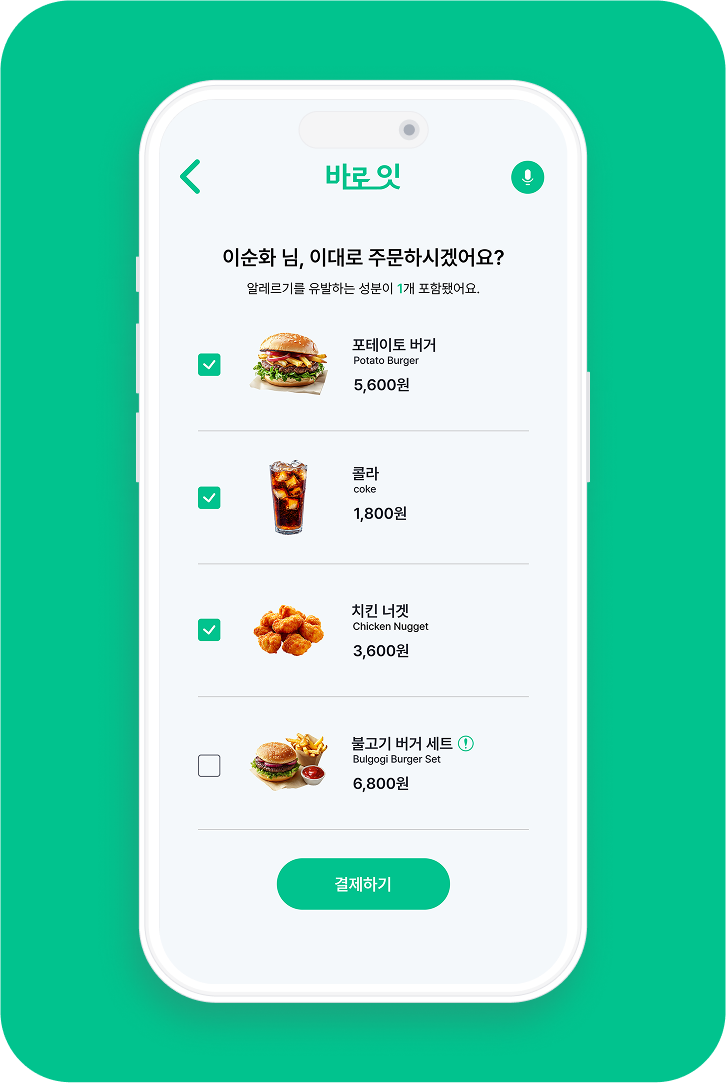 바로잇
이순화 님, 이대로 주문하시겠어요?
알레르기를 유발하는 성분이 1개 포함됐어요.
포테이토 버거
Potato Burger
5,600원
콜라
coke
1,800원
치킨 너겟
Chicken Nugget
3,600원
불고기 버거 세트
Bulgogi Burger Set
6,800원
결제하기